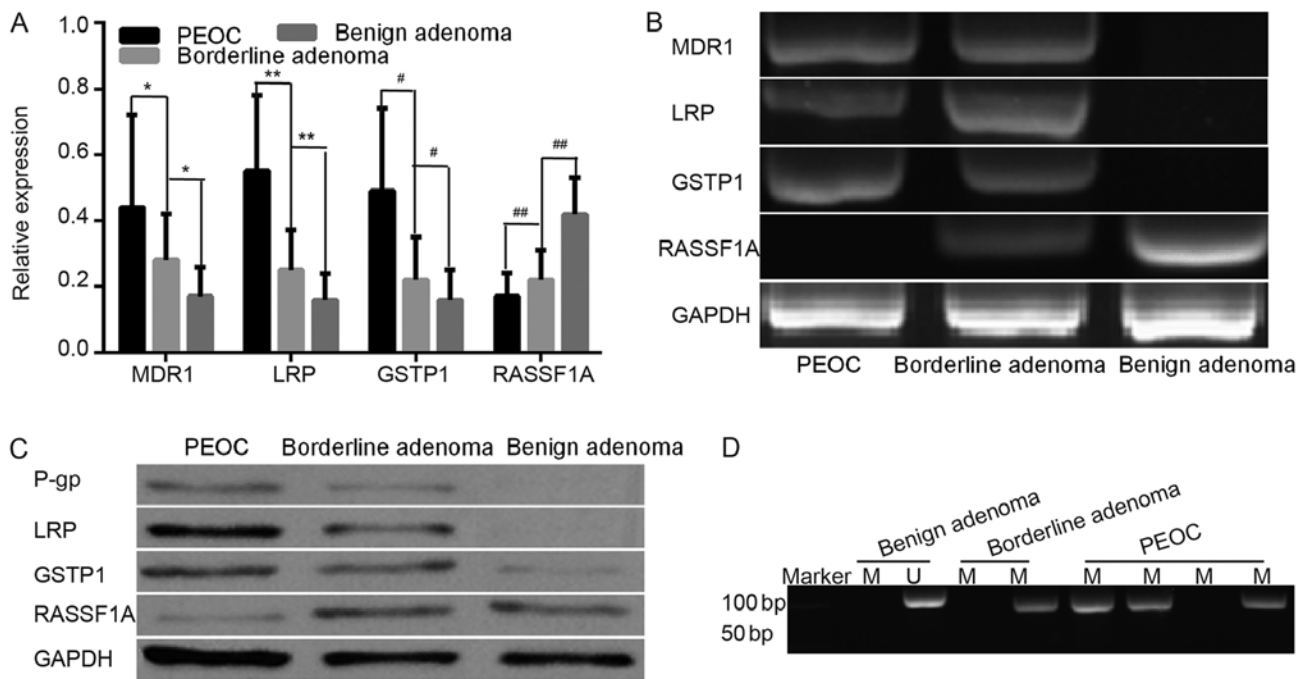 A
PEOC
Benign adenoma
Borderline adenoma
Relative expression
1.0
0.8
0.6
0.4
0.2
0.0
*
*
**
**
#
#
##
##
MDR1 LRP GSTP1 RASSF1A
B
MDR1
LRP
GSTP1
RASSF1A
GAPDH
PEOC Borderline adenoma Benign adenoma
C
PEOC Borderline adenoma Benign adenoma
P-gp
LRP
GSTP1
RASSF1A
GAPDH
D
Benign adenoma
Borderline adenoma
PEOC
Marker M U M M M M M M
100 bp
50 bp